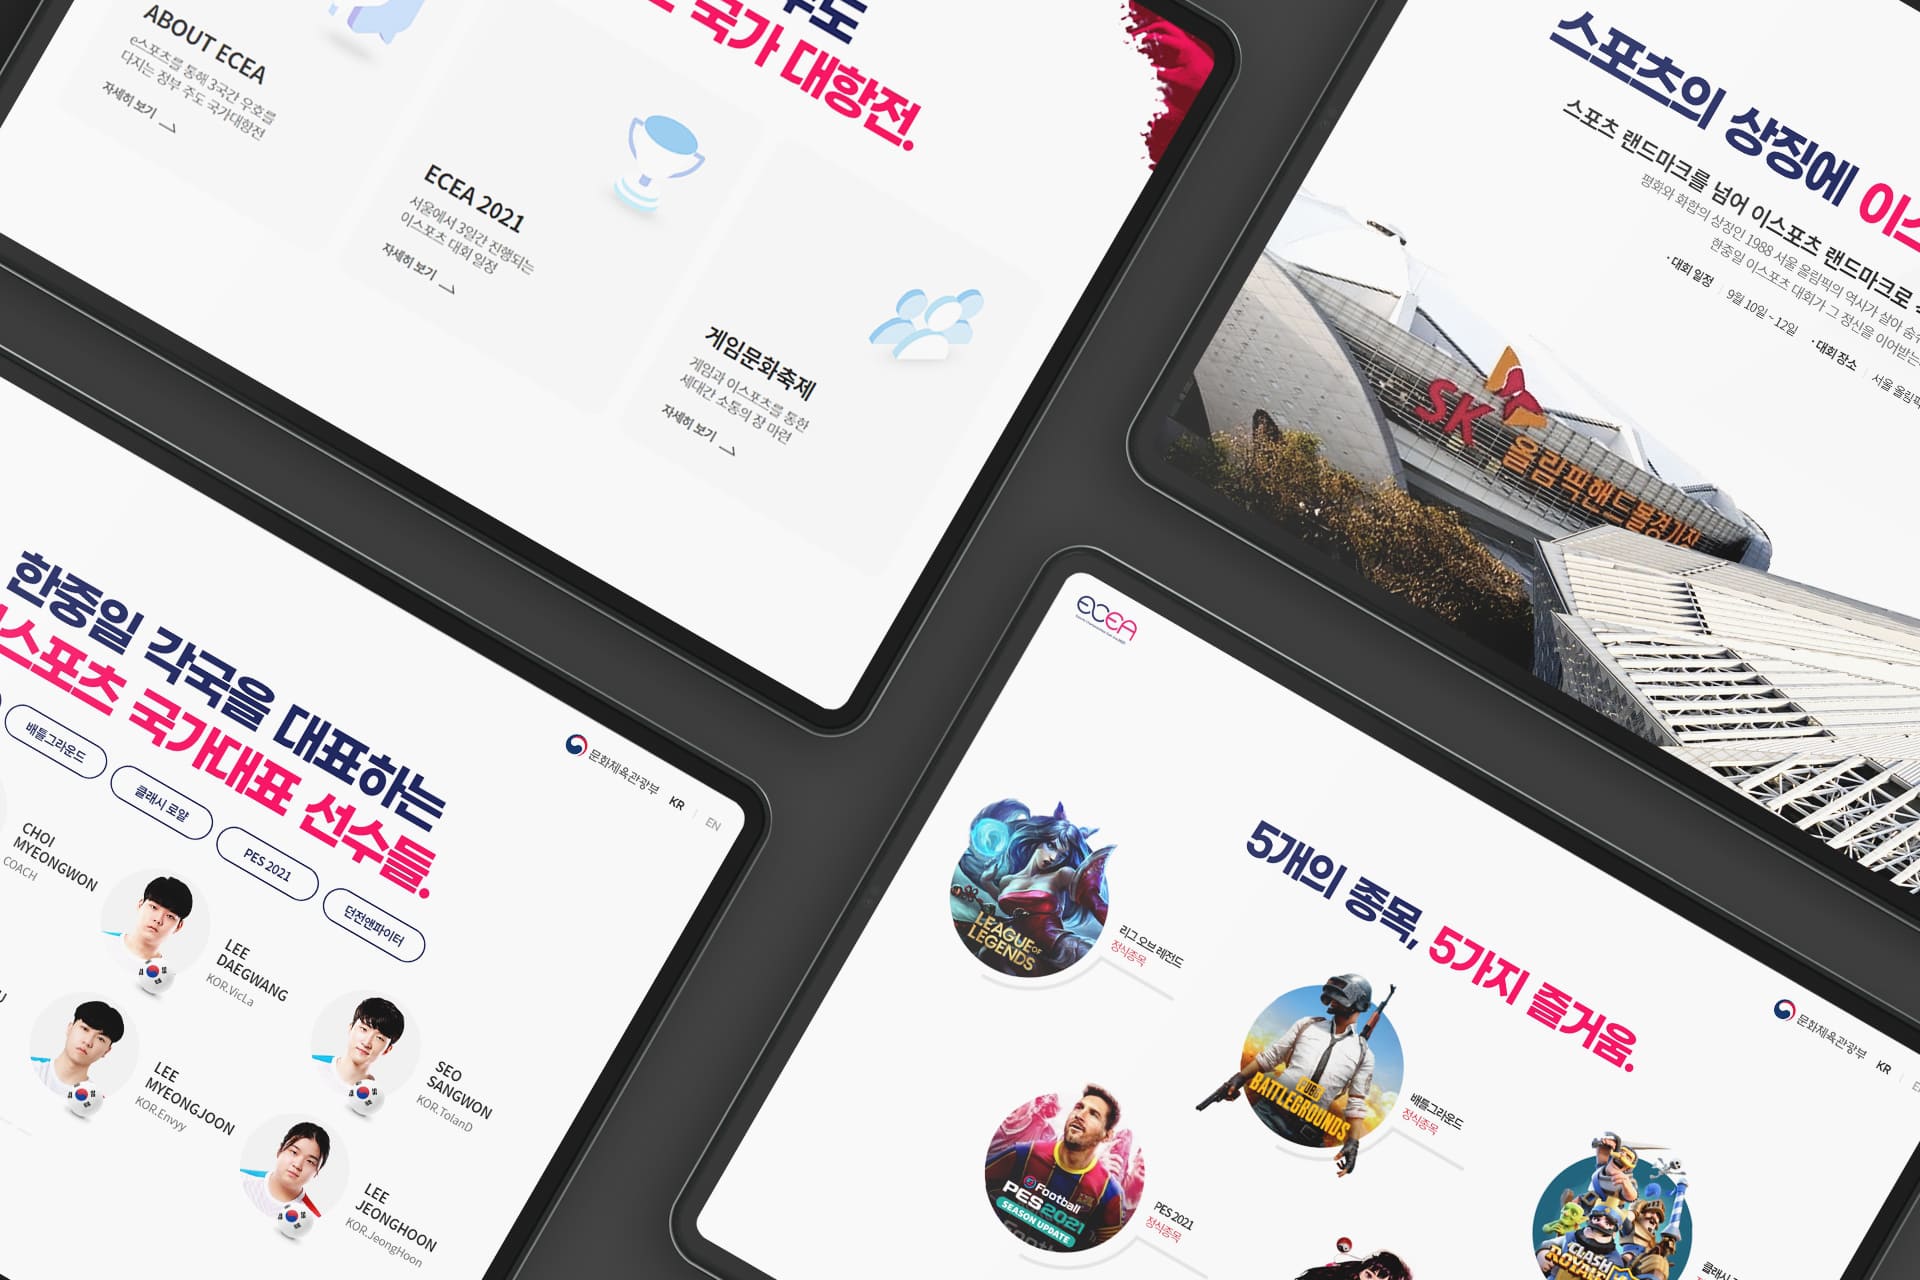 ABOUT ECEA
e스포츠를 통해 3국간 우호를
다지는 정부 주도 국가대항전
자세히 보기
주도
국가 대항전.
ECEA 2021
서울에서 3일간 진행되는
이스포츠 대회 일정
자세히 보기
게임문화축제
게임과 이스포츠를 통한
세대간 소통의 장 마련
자세히 보기
스포츠의 상징에 이스
스포츠 랜드마크를 넘어 이스포츠 랜드마크로
평화와 화합의 상징인 1988 서울 올림픽의 역사가 살아 숨
한중일 이스포츠 대회가 그 정신을 이어받는
· 대회 일정 | 9월 10일 ~ 12일 · 대회 장소 | 서울 올림픽
SK
올림픽핸드볼경기장
한중일 각국을 대표하는
이스포츠 국가대표 선수들.
문화체육관광부 KR | EN
배틀그라운드
클래시 로얄
PES 2021
던전앤파이터
CHOI
MYEONGWON
COACH
LEE
DAEGWANG
KOR.VicLa
LEE
MYEONGJOON
KOR.Envyy
SEO
SANGWON
KOR.TolanD
LEE
JEONGHOON
KOR.JeongHoon
ECEA
5개의 종목, 5가지 즐거움.
문화체육관광부 KR
LEAGUE OF
LEGENDS
리그 오브 레전드
정식종목
PUBG
BATTLEGROUNDS
배틀그라운드
정식종목
eFootball
PES 2021
SEASON UPDATE
PES 2021
정식종목
CLASH
ROYALE
클래시